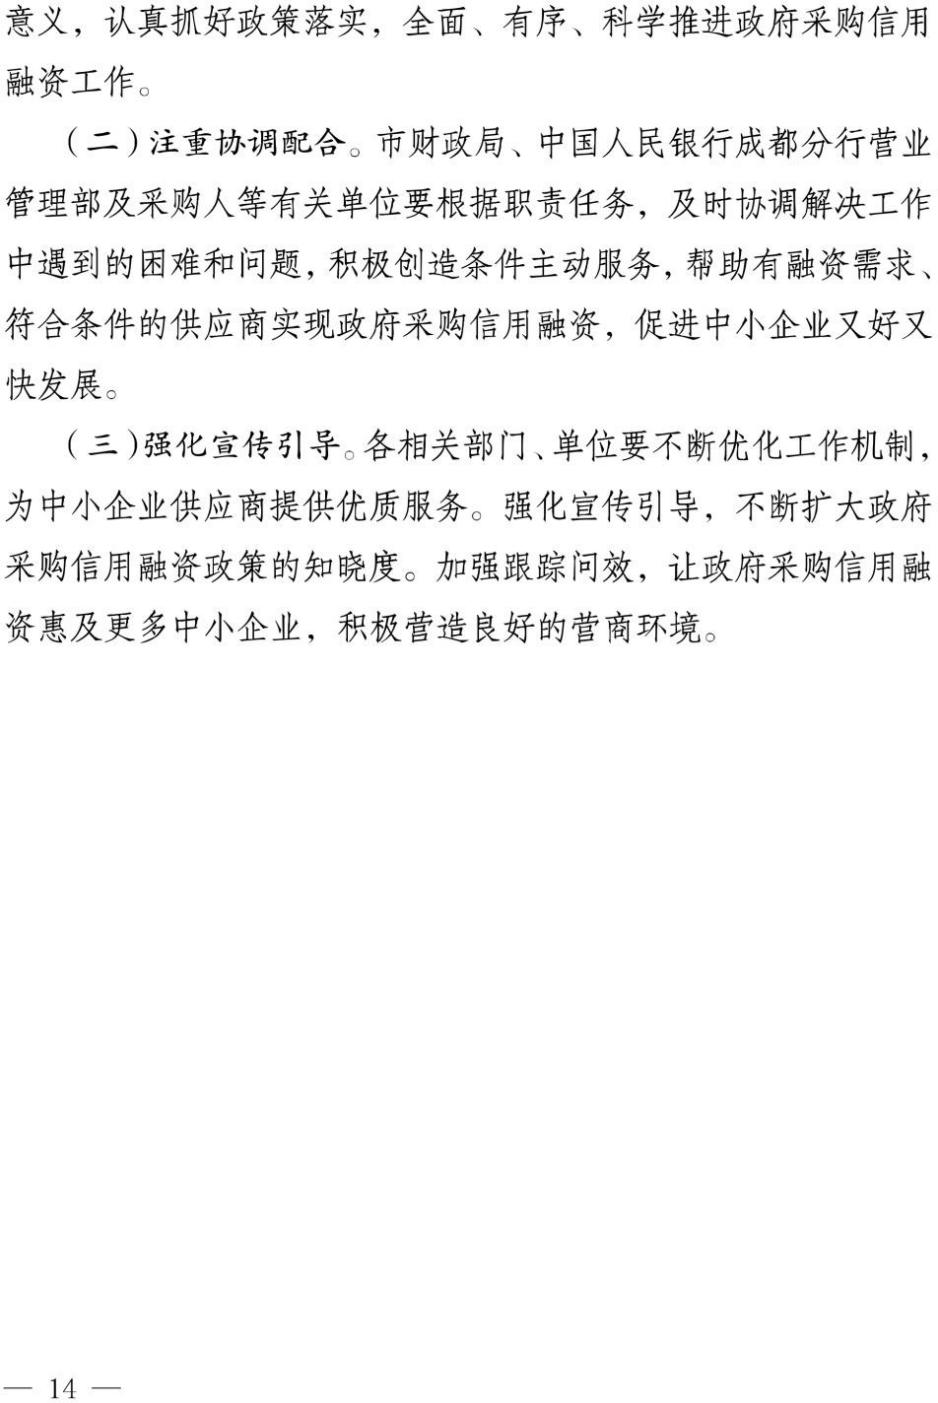 意义，认真抓好政策落实，全面、有序、科学推进政府采购信用
融资工作。
（二）注重协调配合。市财政局、中国人民银行成都分行营业
管理部及采购人等有关单位要根据职责任务，及时协调解决工作
中遇到的困难和问题，积极创造条件主动服务，帮助有融资需求、
符合条件的供应商实现政府采购信用融资，促进中小企业又好又
快发展。
（三）强化宣传引导。各相关部门、单位要不断优化工作机制，
为中小企业供应商提供优质服务。强化宣传引导，不断扩大政府
采购信用融资政策的知晓度。加强跟踪问效，让政府采购信用融
资惠及更多中小企业，积极营造良好的营商环境。
— 14 —